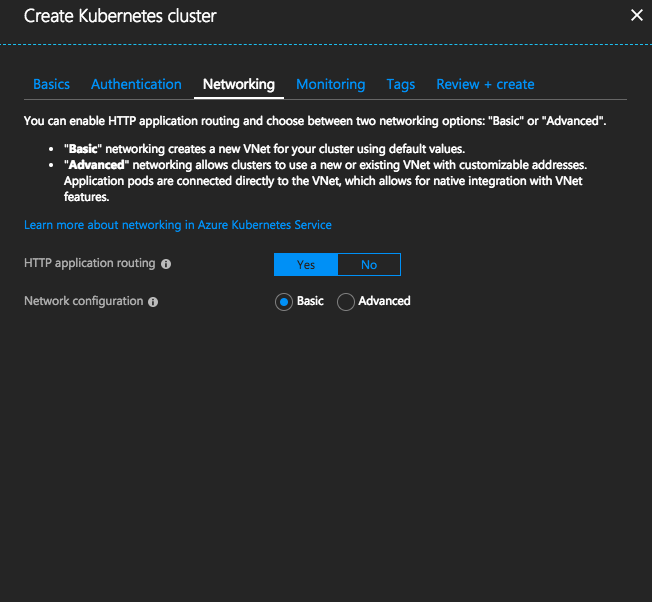 Create Kubernetes cluster
Basics Authentication Networking Monitoring Tags Review + create
You can enable HTTP application routing and choose between two networking options: "Basic" or "Advanced".
• "Basic" networking creates a new VNet for your cluster using default values.
• "Advanced" networking allows clusters to use a new or existing VNet with customizable addresses.
Application pods are connected directly to the VNet, which allows for native integration with VNet
features.
Learn more about networking in Azure Kubernetes Service
HTTP application routing Yes No
Network configuration Basic Advanced